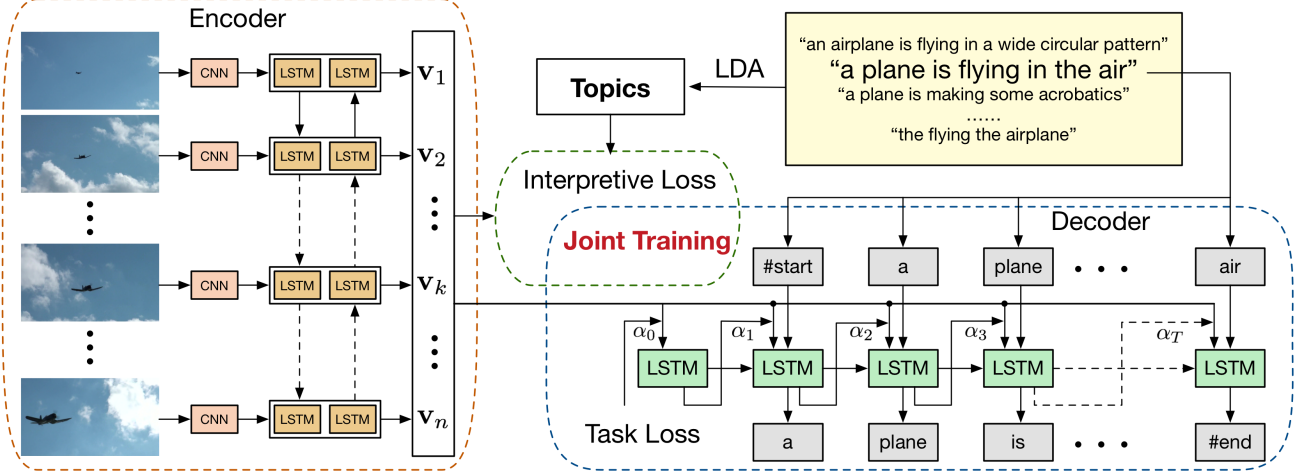 Encoder
CNN LSTM LSTM v1
CNN LSTM LSTM v2
CNN LSTM LSTM vk
CNN LSTM LSTM vn
Topics
LDA
“an airplane is flying in a wide circular pattern”
“a plane is flying in the air”
“a plane is making some acrobatics”
......
“the flying the airplane”
Interpretive Loss
Joint Training
Decoder
#start a plane • • • air
α0 α1 α2 α3 αT
LSTM LSTM LSTM LSTM LSTM
Task Loss
a plane is • • • #end